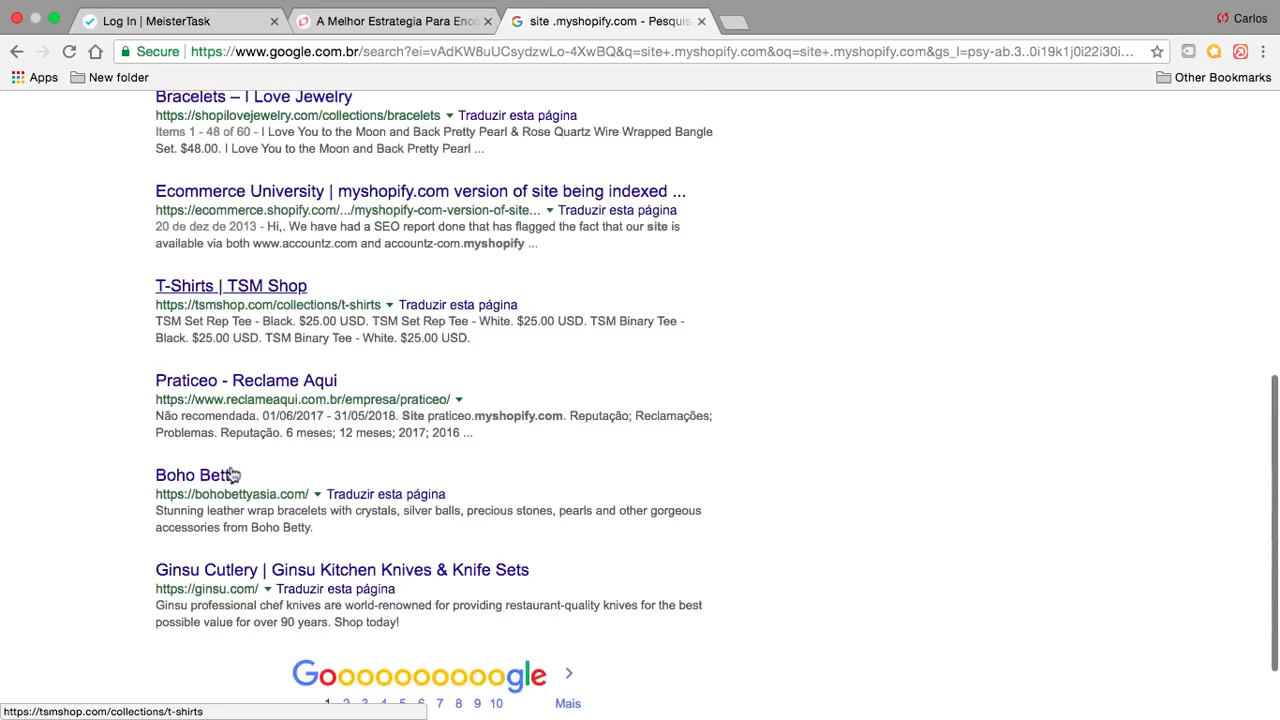 Log In | MeisterTask
A Melhor Estrategia Para Enco
site .myshopify.com - Pesquis
Carlos
Secure
https://www.google.com.br/search?ei=vAdKW8uUCsydzwLo-4XwBQ&q=site+.myshopify.com&oq=site+.myshopify.com&gs_l=psy-ab.3..0i19k1j0i22i30i...
Apps
New folder
Other Bookmarks
Bracelets – I Love Jewelry
https://shopilovejewelry.com/collections/bracelets Traduzir esta página
Items 1 - 48 of 60 - I Love You to the Moon and Back Pretty Pearl & Rose Quartz Wire Wrapped Bangle
Set. $48.00. I Love You to the Moon and Back Pretty Pearl ...
Ecommerce University | myshopify.com version of site being indexed ...
https://ecommerce.shopify.com/.../myshopify-com-version-of-site... Traduzir esta página
20 de dez de 2013 - Hi,. We have had a SEO report done that has flagged the fact that our site is
available via both www.accountz.com and accountz-com.myshopify ...
T-Shirts | TSM Shop
https://tsmshop.com/collections/t-shirts Traduzir esta página
TSM Set Rep Tee - Black. $25.00 USD. TSM Set Rep Tee - White. $25.00 USD. TSM Binary Tee -
Black. $25.00 USD. TSM Binary Tee - White. $25.00 USD.
Praticeo - Reclame Aqui
https://www.reclameaqui.com.br/empresa/praticeo/
Não recomendada. 01/06/2017 - 31/05/2018. Site praticeo.myshopify.com. Reputação; Reclamações;
Problemas. Reputação. 6 meses; 12 meses; 2017; 2016 ...
Boho Betty
https://bohobettyasia.com/ Traduzir esta página
Stunning leather wrap bracelets with crystals, silver balls, precious stones, pearls and other gorgeous
accessories from Boho Betty.
Ginsu Cutlery | Ginsu Kitchen Knives & Knife Sets
https://ginsu.com/ Traduzir esta página
Ginsu professional chef knives are world-renowned for providing restaurant-quality knives for the best
possible value for over 90 years. Shop today!
Goooooooooogle
1 2 3 4 5 6 7 8 9 10 Mais
https://tsmshop.com/collections/t-shirts